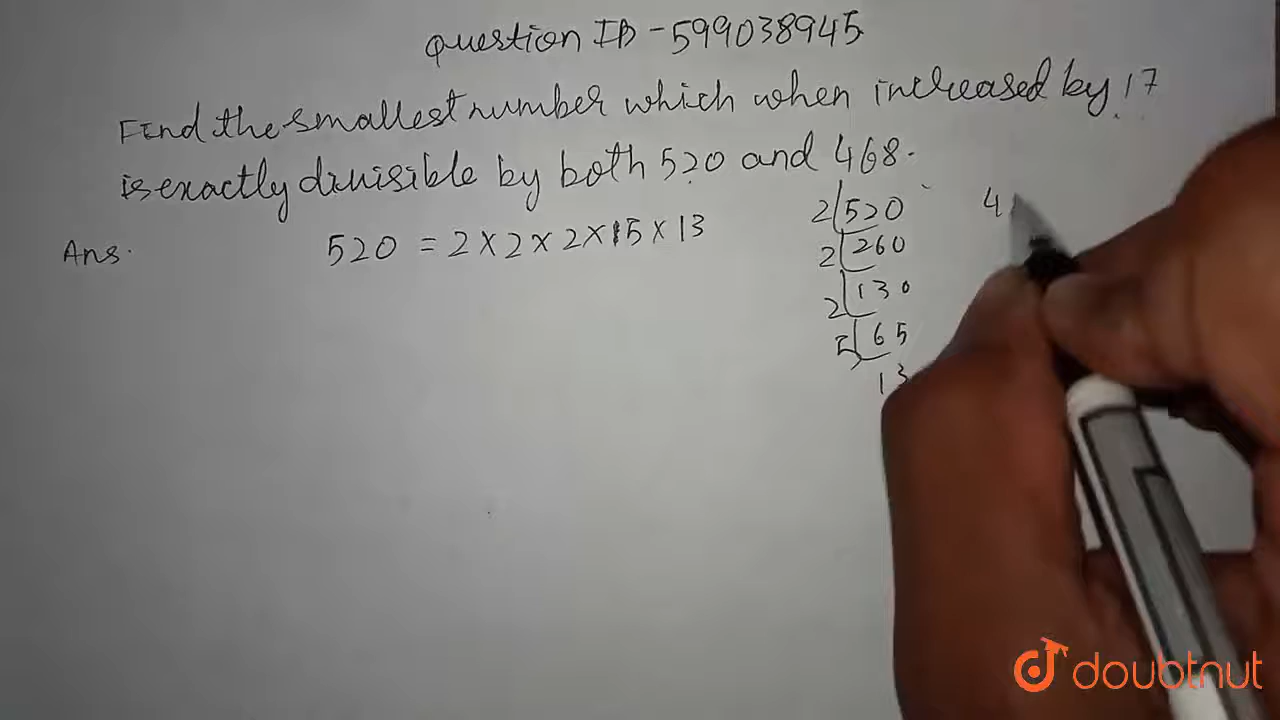 Question ID - 599038945
Find the smallest number which when increased by 17
is exactly divisible by both 520 and 468.
Ans. 520 = 2 × 2 × 2 × 5 × 13
2 520
2 260
2 130
5 65
13
4
doubtnut